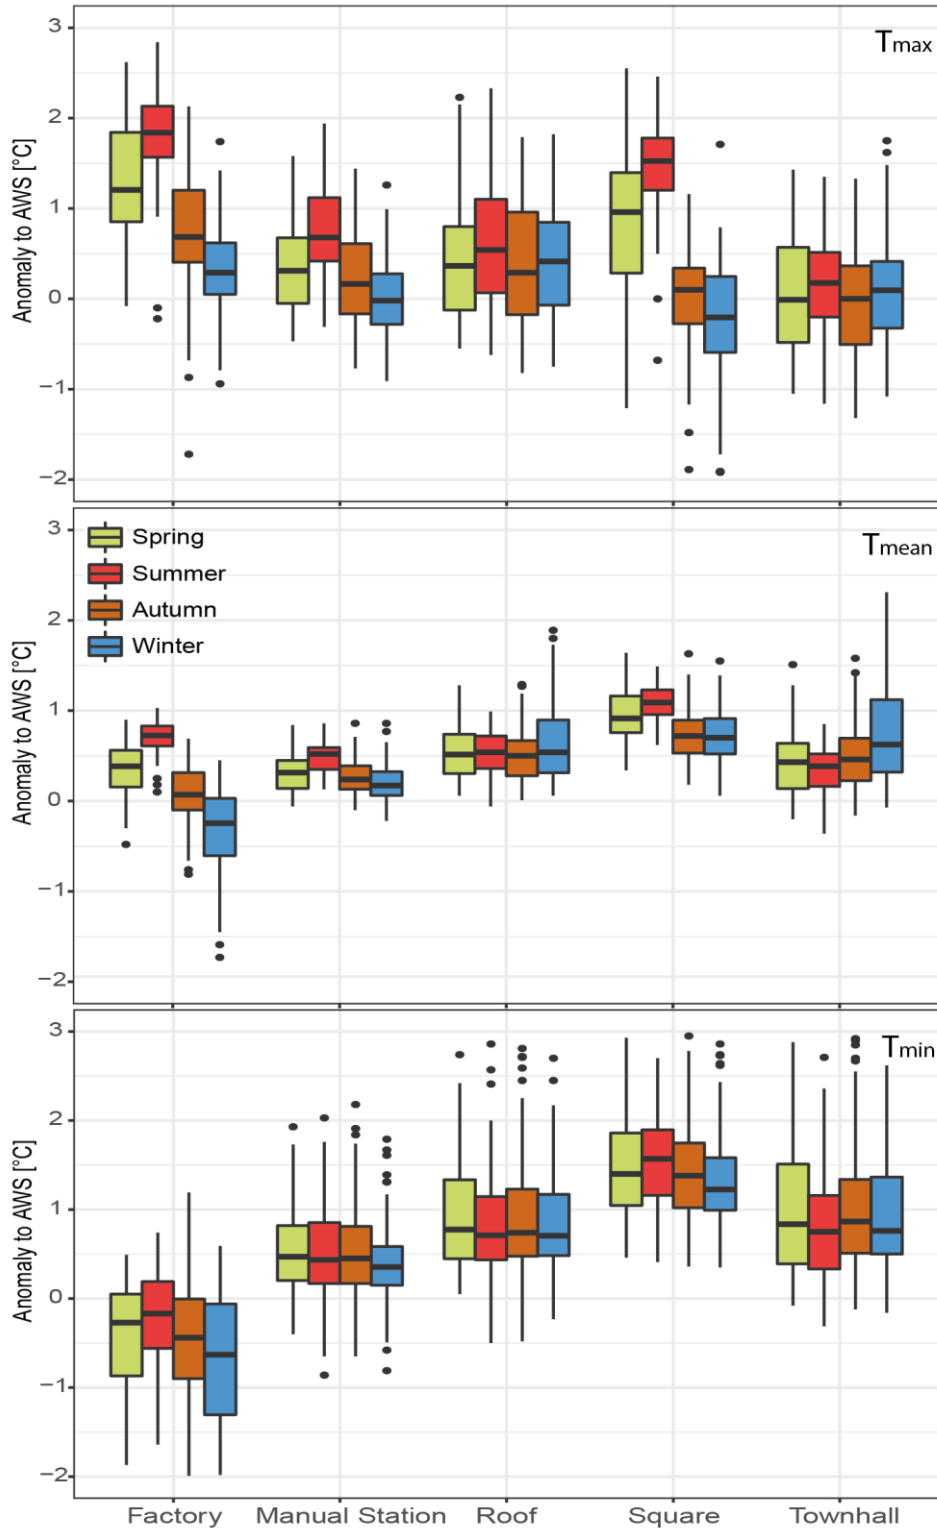 3
Tmax
2
1
0
−1
−2
Anomaly to AWS [°C]
3
Tmean
Spring
Summer
Autumn
Winter
2
1
0
−1
−2
Anomaly to AWS [°C]
3
Tmin
2
1
0
−1
−2
Anomaly to AWS [°C]
Factory Manual Station Roof Square Townhall